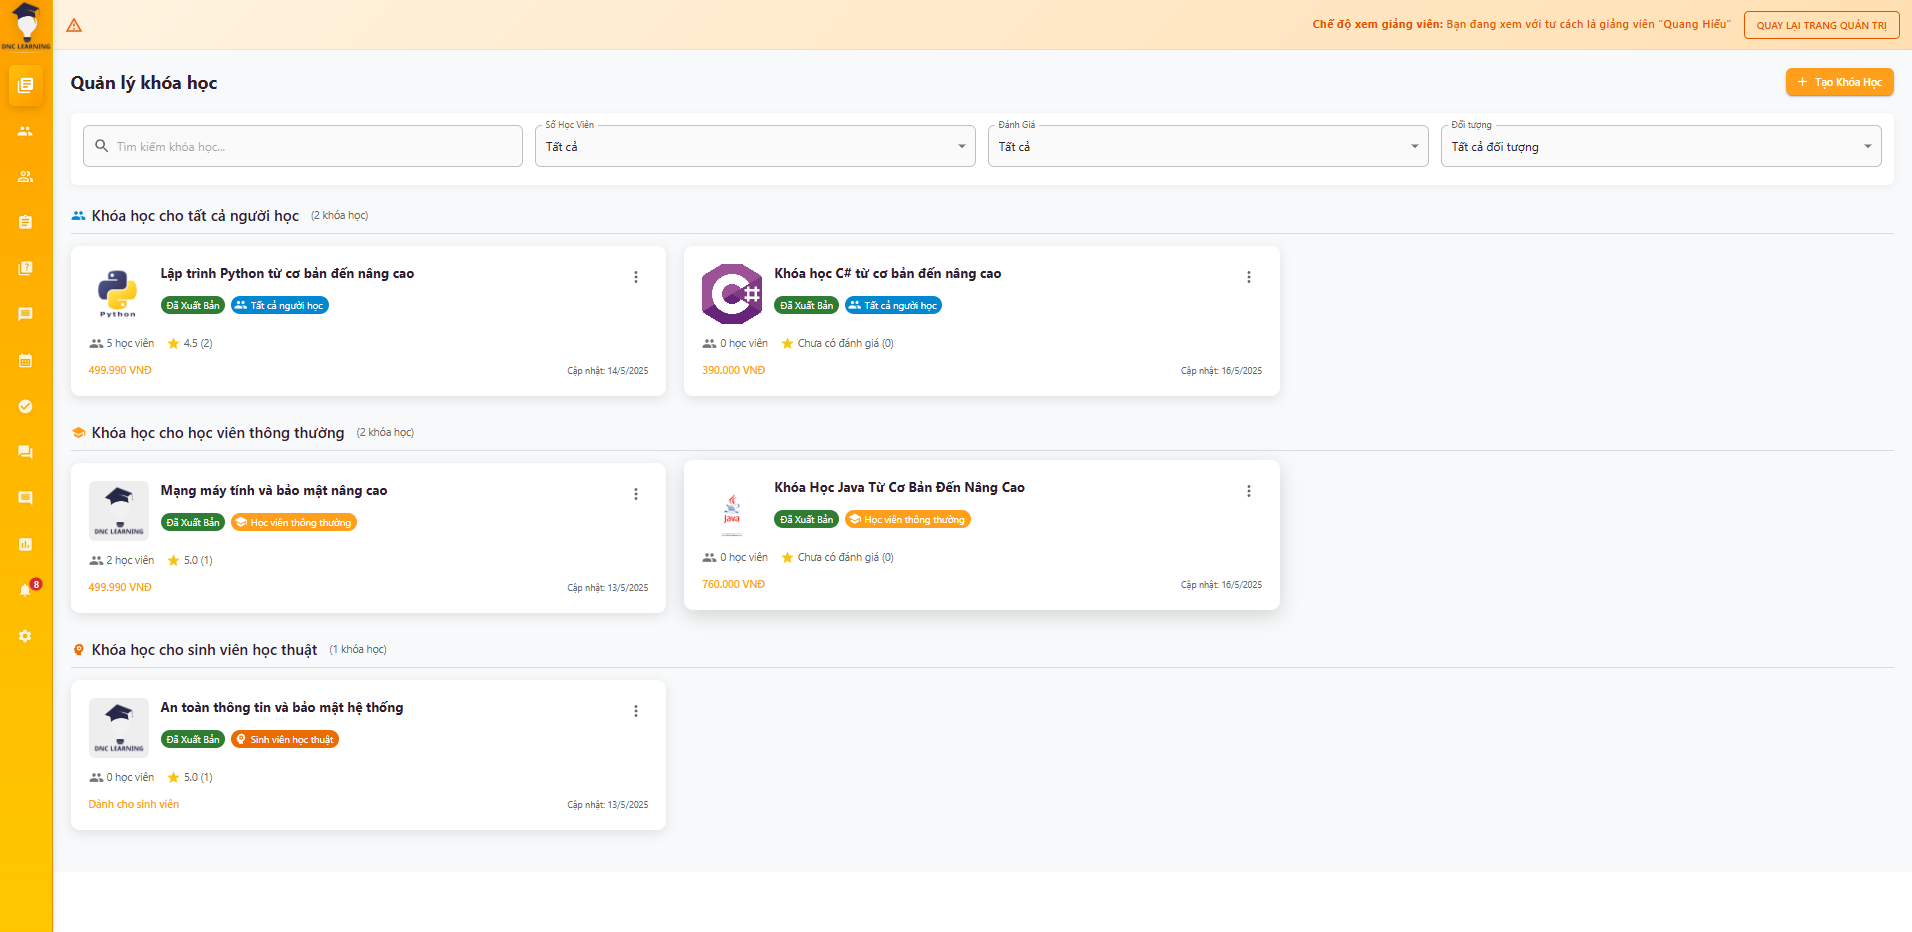 DNC LEARNING
Chế độ xem giảng viên: Bạn đang xem với tư cách là giảng viên "Quang Hiếu"
QUAY LẠI TRANG QUẢN TRỊ
Quản lý khóa học
+ Tạo Khóa Học
Tìm kiếm khóa học...
Số Học Viên
Tất cả
Đánh Giá
Tất cả
Đối tượng
Tất cả đối tượng
Khóa học cho tất cả người học (2 khóa học)
Python
Lập trình Python từ cơ bản đến nâng cao
Đã Xuất Bản
Tất cả người học
5 học viên
4.5 (2)
499.990 VNĐ
Cập nhật: 14/5/2025
C#
Khóa học C# từ cơ bản đến nâng cao
Đã Xuất Bản
Tất cả người học
0 học viên
Chưa có đánh giá (0)
390.000 VNĐ
Cập nhật: 16/5/2025
Khóa học cho học viên thông thường (2 khóa học)
DNC LEARNING
Mạng máy tính và bảo mật nâng cao
Đã Xuất Bản
Học viên thông thường
2 học viên
5.0 (1)
499.990 VNĐ
Cập nhật: 13/5/2025
Java
Khóa Học Java Từ Cơ Bản Đến Nâng Cao
Đã Xuất Bản
Học viên thông thường
0 học viên
Chưa có đánh giá (0)
760.000 VNĐ
Cập nhật: 16/5/2025
8
Khóa học cho sinh viên học thuật (1 khóa học)
DNC LEARNING
An toàn thông tin và bảo mật hệ thống
Đã Xuất Bản
Sinh viên học thuật
0 học viên
5.0 (1)
Dành cho sinh viên
Cập nhật: 13/5/2025